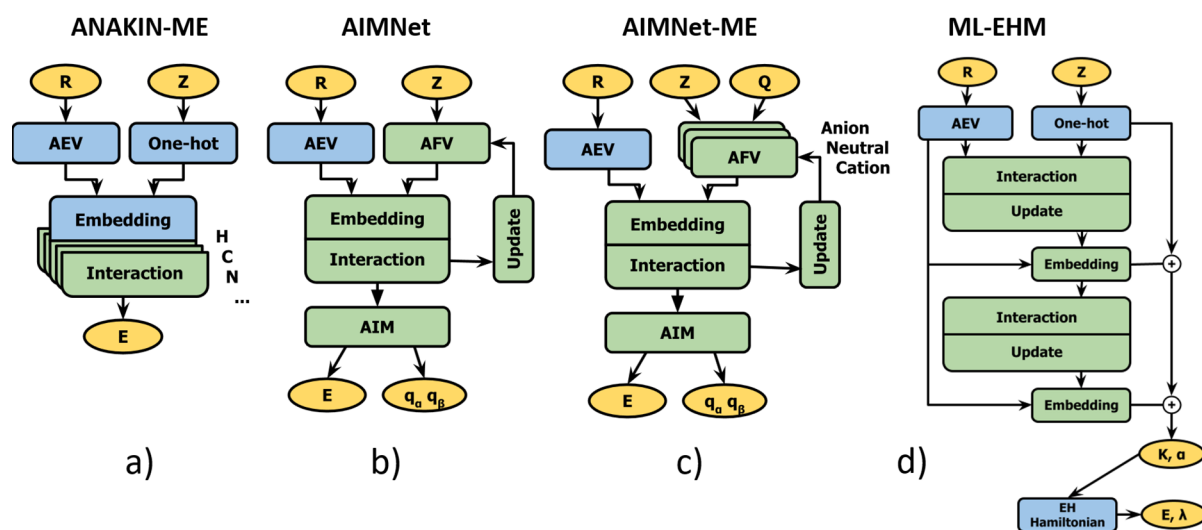 ANAKIN-ME
R
Z
AEV
One-hot
Embedding
Interaction
H
C
N
...
E
a)
AIMNet
R
Z
AEV
AFV
Embedding
Interaction
Update
AIM
E
qα qβ
b)
AIMNet-ME
R
Z
Q
AEV
AFV
Anion
Neutral
Cation
Embedding
Interaction
Update
AIM
E
qα qβ
c)
ML-EHM
R
Z
AEV
One-hot
Interaction
Update
Embedding
+
Interaction
Update
Embedding
+
d)
K, α
EH
Hamiltonian
E, λ